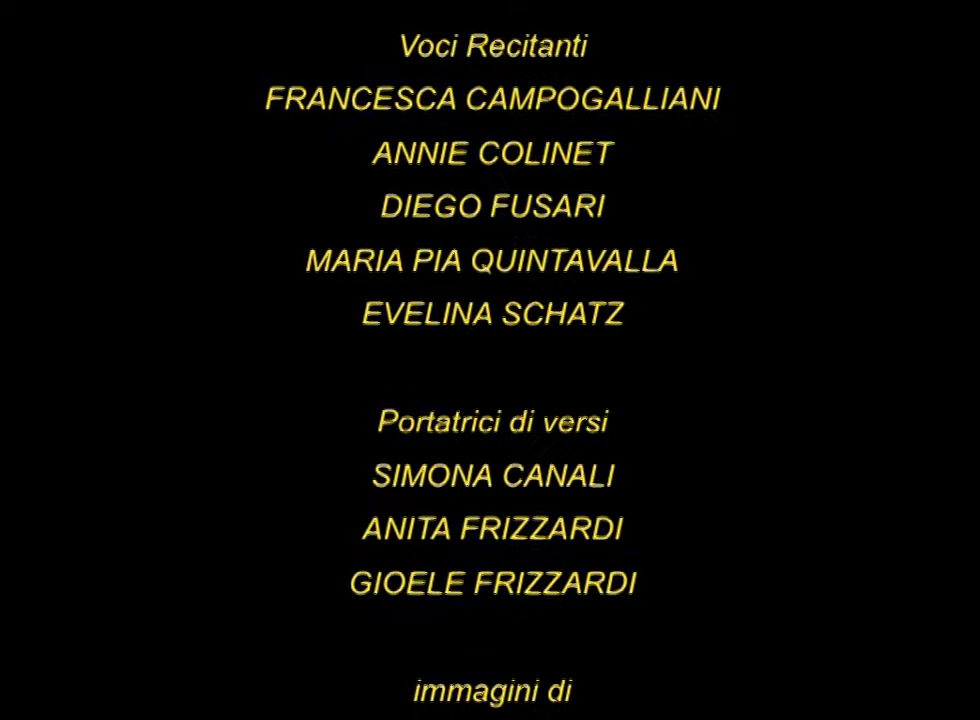 Voci Recitanti
FRANCESCA CAMPOGALLIANI
ANNIE COLINET
DIEGO FUSARI
MARIA PIA QUINTAVALLA
EVELINA SCHATZ
Portatrici di versi
SIMONA CANALI
ANITA FRIZZARDI
GIOELE FRIZZARDI
immagini di